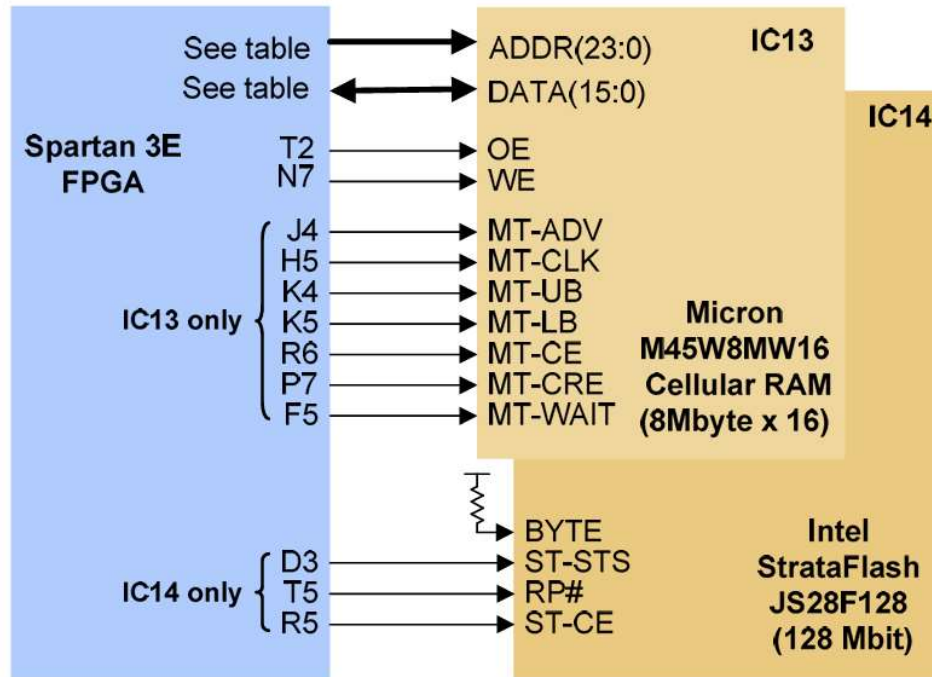 See table
ADDR(23:0)
IC13
See table
DATA(15:0)
IC14
Spartan 3E
FPGA
T2
OE
N7
WE
J4
MT-ADV
H5
MT-CLK
K4
MT-UB
IC13 only
K5
MT-LB
R6
MT-CE
P7
MT-CRE
F5
MT-WAIT
Micron
M45W8MW16
Cellular RAM
(8Mbyte x 16)
BYTE
IC14 only
D3
ST-STS
T5
RP#
R5
ST-CE
Intel
StrataFlash
JS28F128
(128 Mbit)